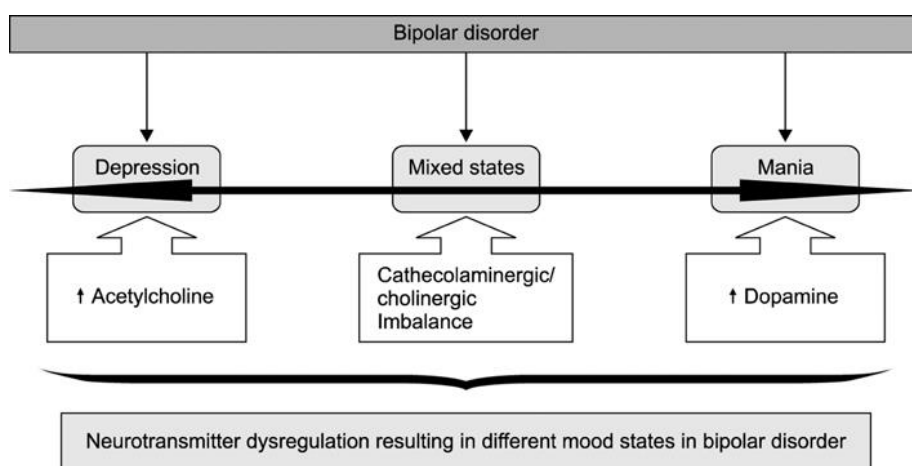 Bipolar disorder
Depression
Mixed states
Mania
↑ Acetylcholine
Cathecolaminergic/
cholinergic
Imbalance
↑ Dopamine
Neurotransmitter dysregulation resulting in different mood states in bipolar disorder